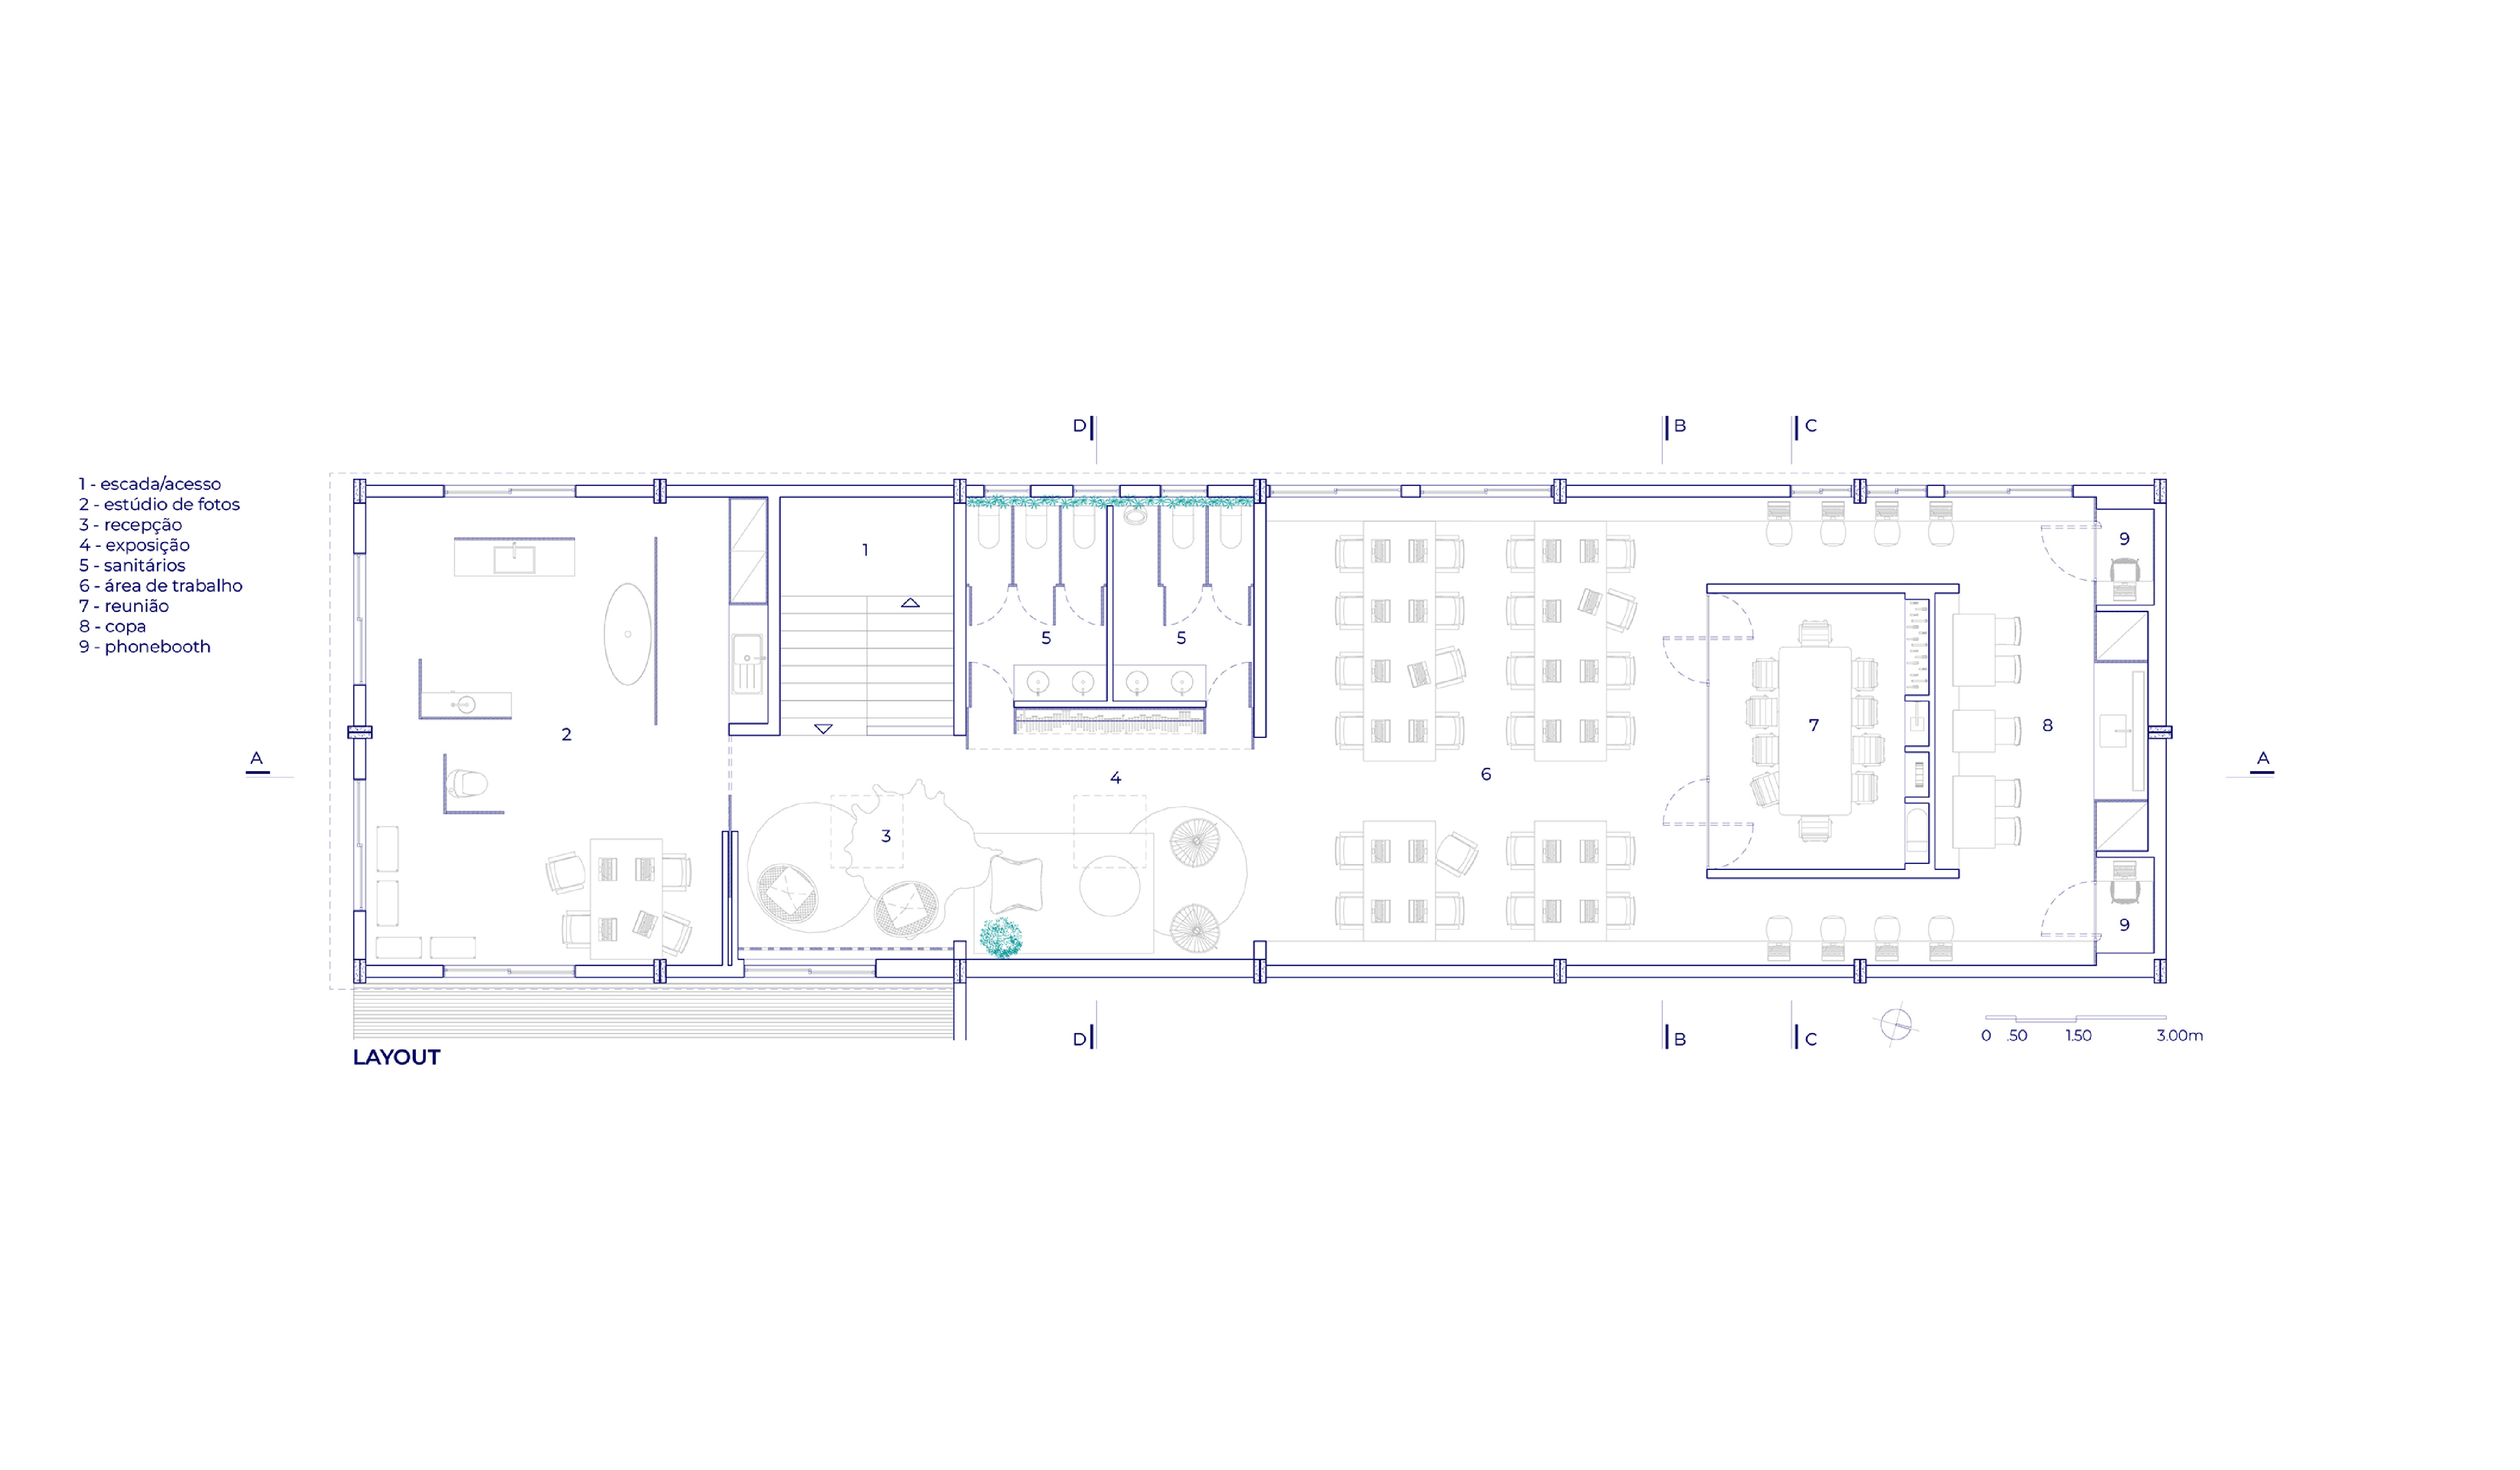 D
B
C
1 - escada/acesso
2 - estúdio de fotos
3 - recepção
4 - exposição
5 - sanitários
6 - área de trabalho
7 - reunião
8 - copa
9 - phonebooth
1
9
5
5
2
7
8
A
A
6
4
3
9
D
B
C
0 .50 1.50 3.00m
LAYOUT